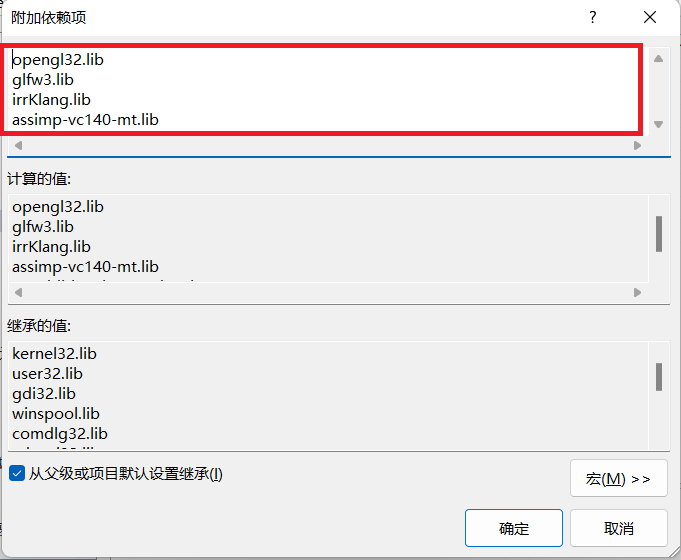 附加依赖项
?
opengl32.lib
glfw3.lib
irrKlang.lib
assimp-vc140-mt.lib
计算的值:
opengl32.lib
glfw3.lib
irrKlang.lib
assimp-vc140-mt.lib
继承的值:
kernel32.lib
user32.lib
gdi32.lib
winspool.lib
comdlg32.lib
从父级或项目默认设置继承(I)
宏(M) >>
确定
取消